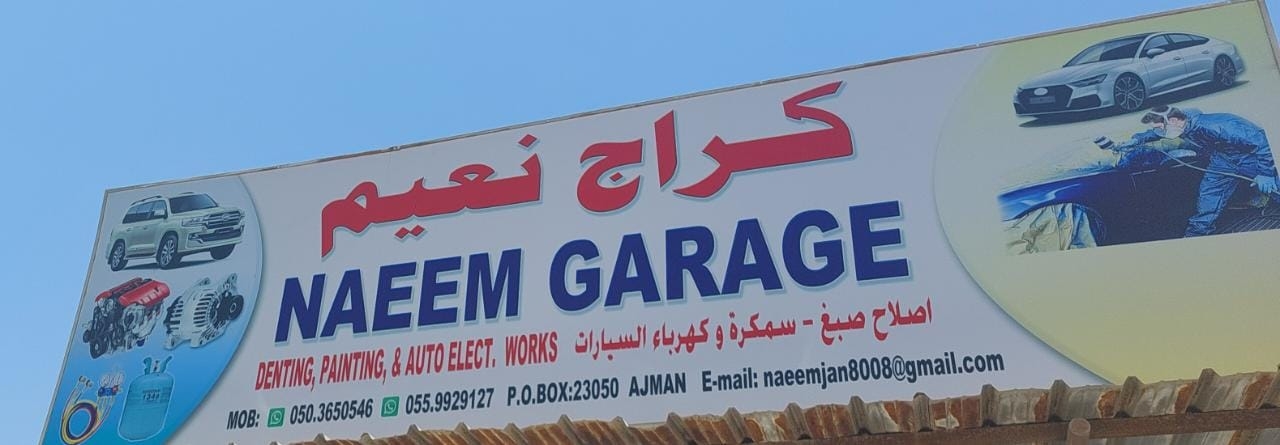 كراج نعيم
NAEEM GARAGE
DENTING, PAINTING, & AUTO ELECT. WORKS اصلاح صبغ - سمكرة و كهرباء السيارات
MOB: 050.3650546 055.9929127 P.O.BOX:23050 AJMAN E-mail: naeemjan8008@gmail.com